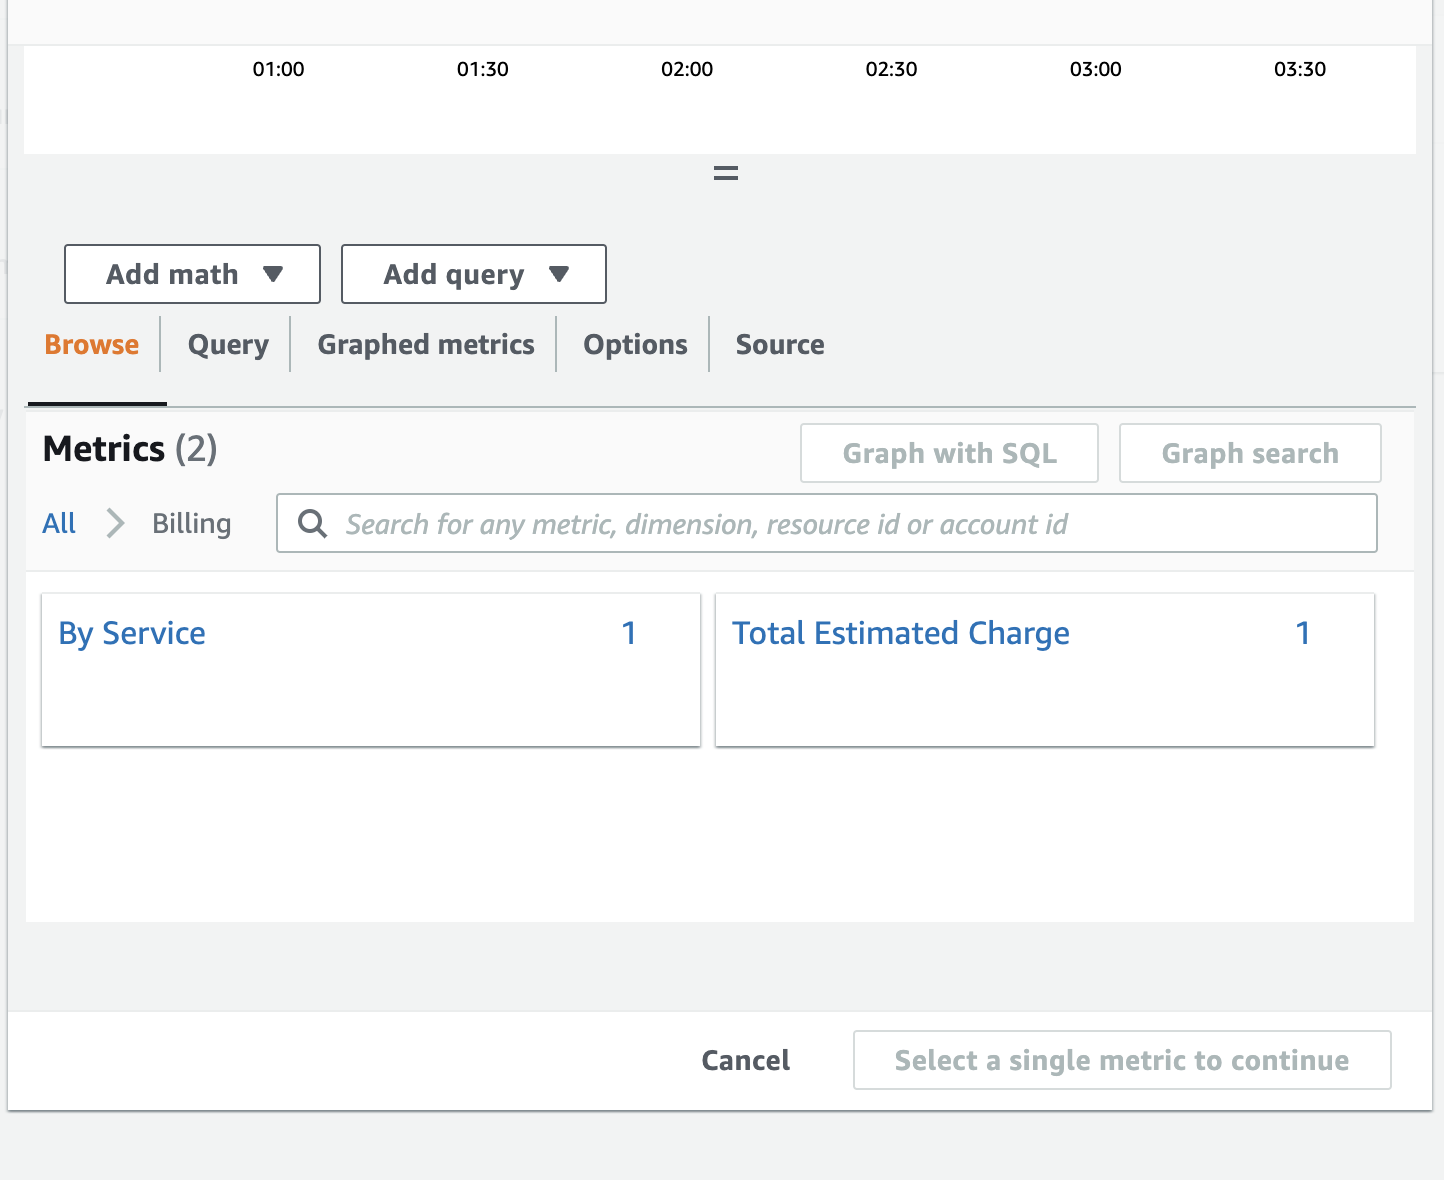 01:00 01:30 02:00 02:30 03:00 03:30
Add math Add query
Browse Query Graphed metrics Options Source
Metrics (2) Graph with SQL Graph search
All Billing Search for any metric, dimension, resource id or account id
By Service 1 Total Estimated Charge 1
Cancel Select a single metric to continue